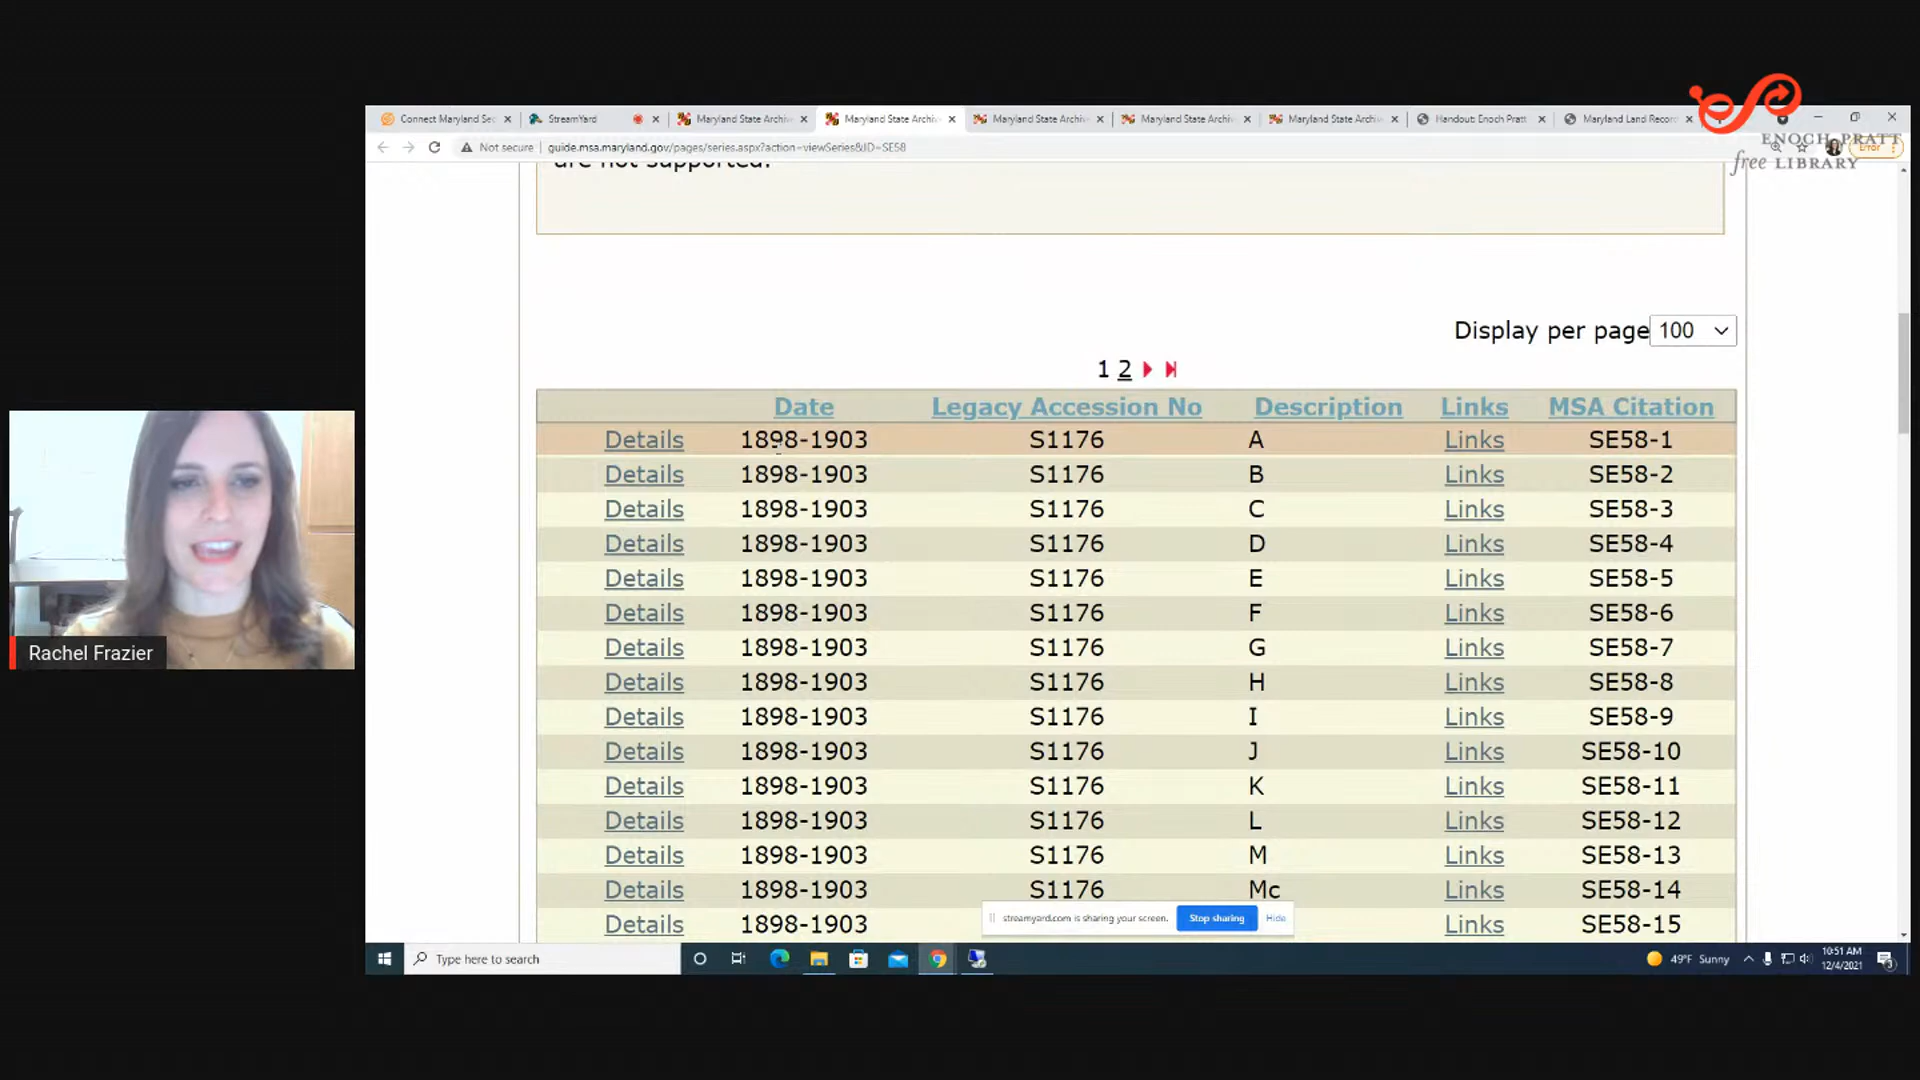 ENOCH PRATT
free LIBRARY
Connect Maryland Sec
StreamYard
Maryland State Archiv
Maryland State Archiv
Maryland State Archiv
Maryland State Archiv
Maryland State Archiv
Handout: Enoch Pratt
Maryland Land Record
Not secure
guide.msa.maryland.gov/pages/series.aspx?action=viewSeries&ID=SE58
Error
are not supported.
Display per page 100
1 2
Date Legacy Accession No Description Links MSA Citation
Details 1898-1903 S1176 A Links SE58-1
Details 1898-1903 S1176 B Links SE58-2
Details 1898-1903 S1176 C Links SE58-3
Details 1898-1903 S1176 D Links SE58-4
Details 1898-1903 S1176 E Links SE58-5
Details 1898-1903 S1176 F Links SE58-6
Details 1898-1903 S1176 G Links SE58-7
Details 1898-1903 S1176 H Links SE58-8
Details 1898-1903 S1176 I Links SE58-9
Details 1898-1903 S1176 J Links SE58-10
Details 1898-1903 S1176 K Links SE58-11
Details 1898-1903 S1176 L Links SE58-12
Details 1898-1903 S1176 M Links SE58-13
Details 1898-1903 S1176 Mc Links SE58-14
Details 1898-1903 Links SE58-15
streamyard.com is sharing your screen. Stop sharing Hide
Rachel Frazier
Type here to search
49°F Sunny
10:51 AM
12/4/2021
3